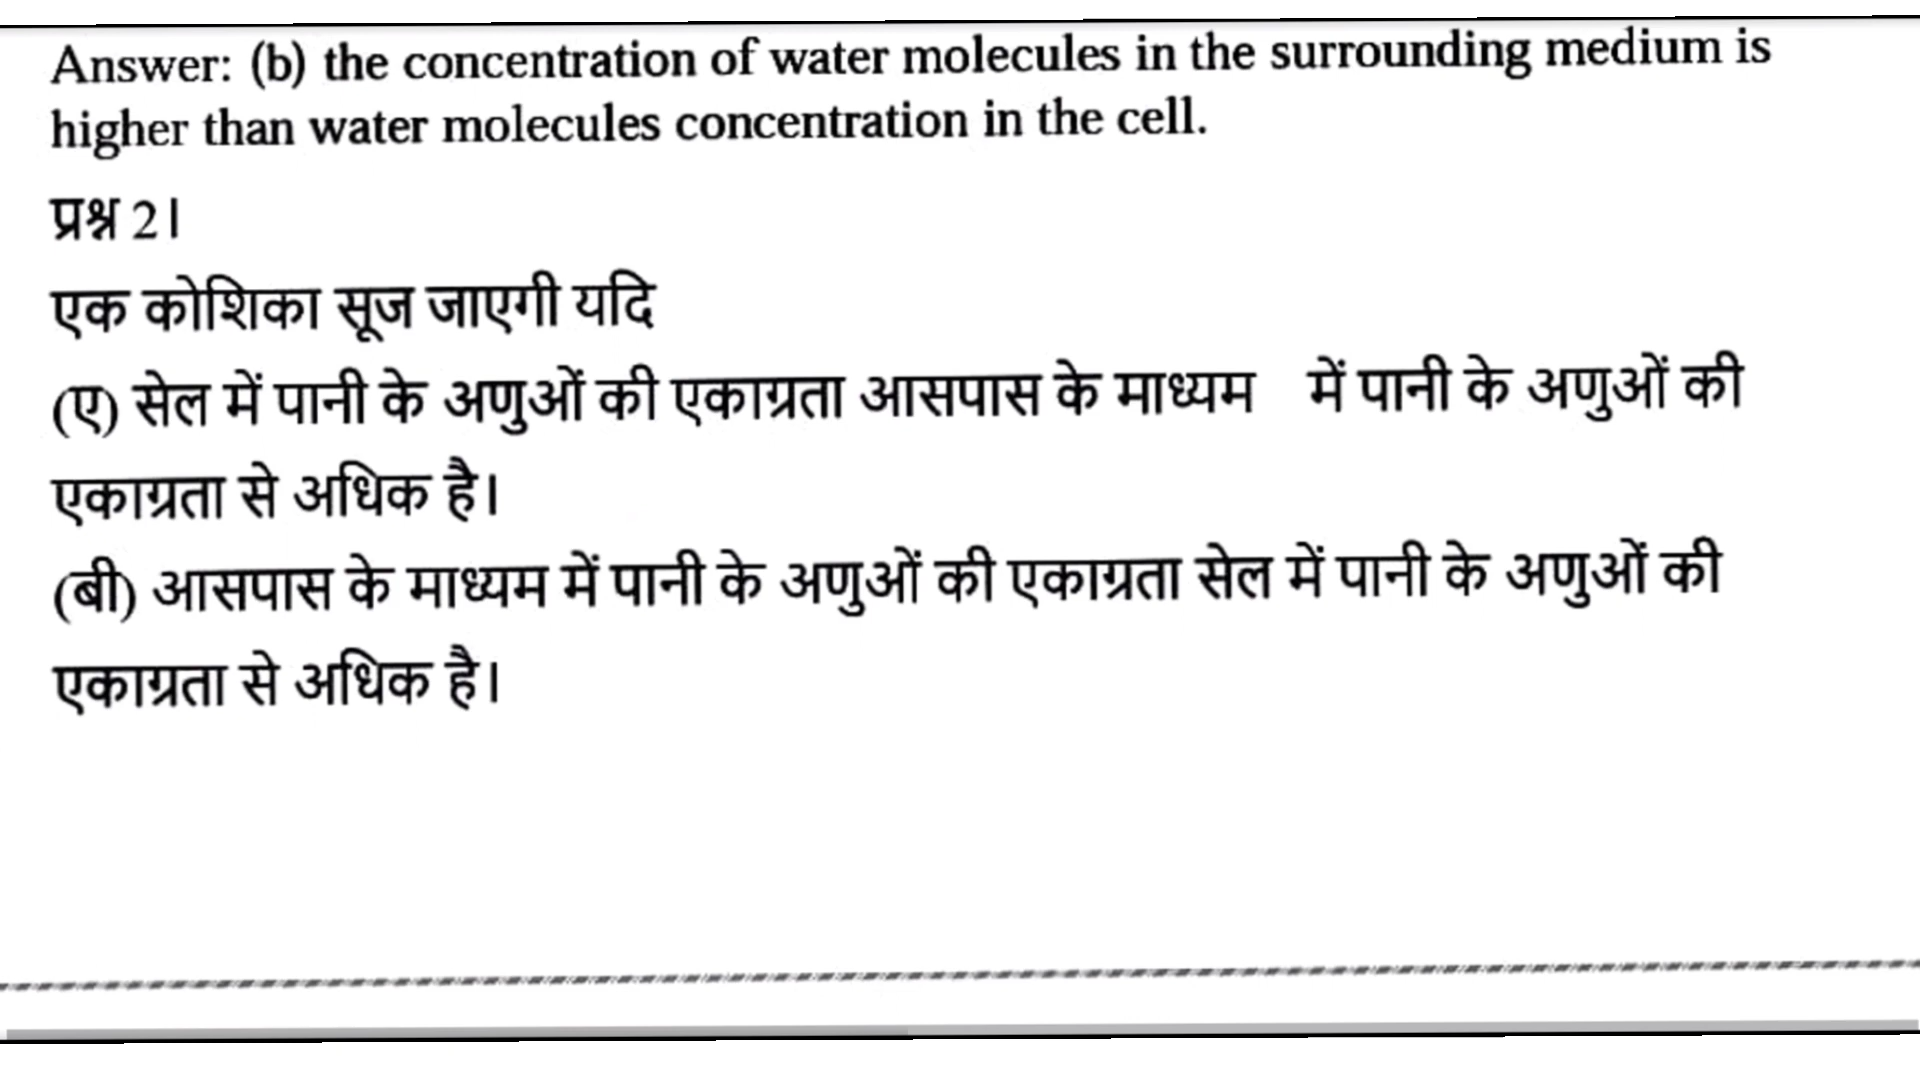 Answer: (b) the concentration of water molecules in the surrounding medium is
higher than water molecules concentration in the cell.
प्रश्न 2।
एक कोशिका सूज जाएगी यदि
(ए) सेल में पानी के अणुओं की एकाग्रता आसपास के माध्यम में पानी के अणुओं की
एकाग्रता से अधिक है।
(बी) आसपास के माध्यम में पानी के अणुओं की एकाग्रता सेल में पानी के अणुओं की
एकाग्रता से अधिक है।